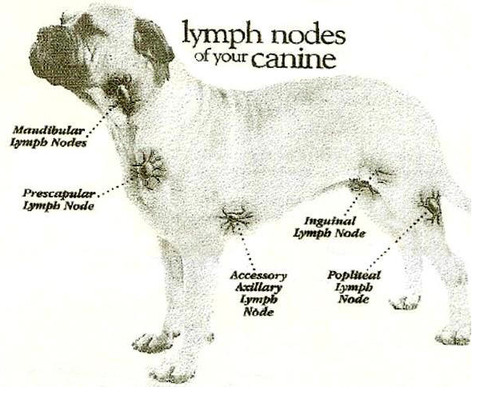 lymph nodes
of your canine
Mandibular
Lymph Nodes
Prescapular
Lymph Node
Inguinal
Lymph Node
Accessory
Axillary
Lymph
Node
Popliteal
Lymph
Node